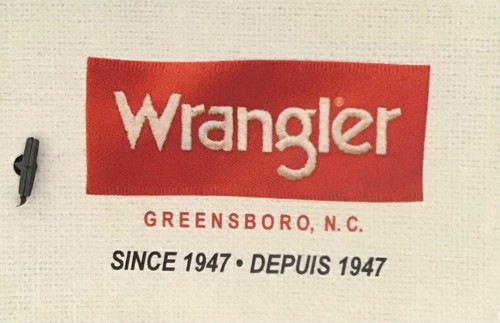 Wrangler®
GREENSBORO, N.C.
SINCE 1947 • DEPUIS 1947